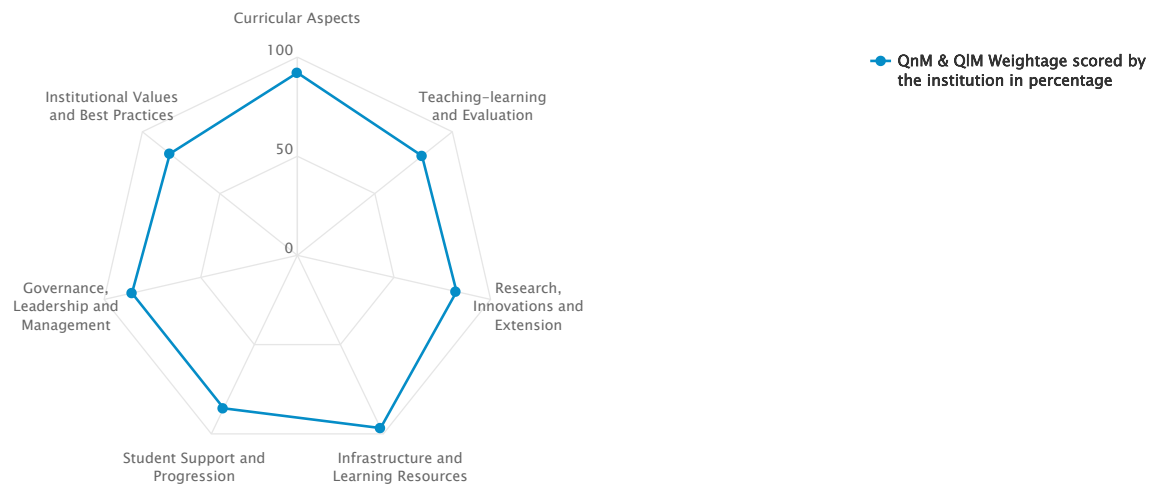 Curricular Aspects
100
Institutional Values
and Best Practices
Teaching-learning
and Evaluation
50
0
Governance,
Leadership and
Management
Research,
Innovations and
Extension
Student Support and
Progression
Infrastructure and
Learning Resources
QnM & QlM Weightage scored by
the institution in percentage